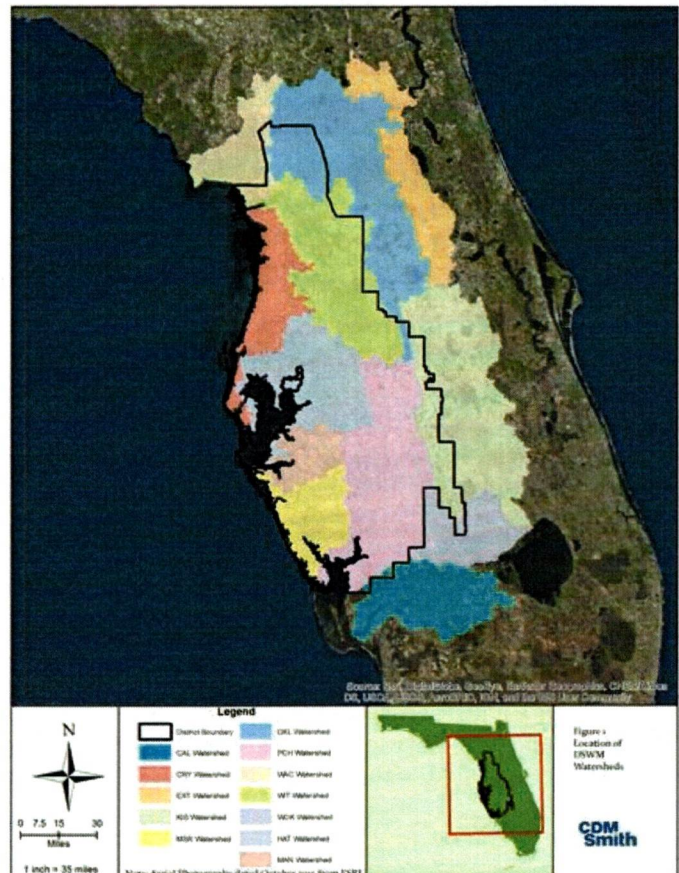 Legend
District Boundary
CAL Watershed
CRY Watershed
EXT Watershed
KIS Watershed
MSR Watershed
OKL Watershed
PCH Watershed
WAC Watershed
WIT Watershed
HAT Watershed
MAN Watershed
N
0 7.5 15 30
Miles
1 inch = 35 miles
Figure 1
Location of
DSWM
Watersheds
CDM
Smith